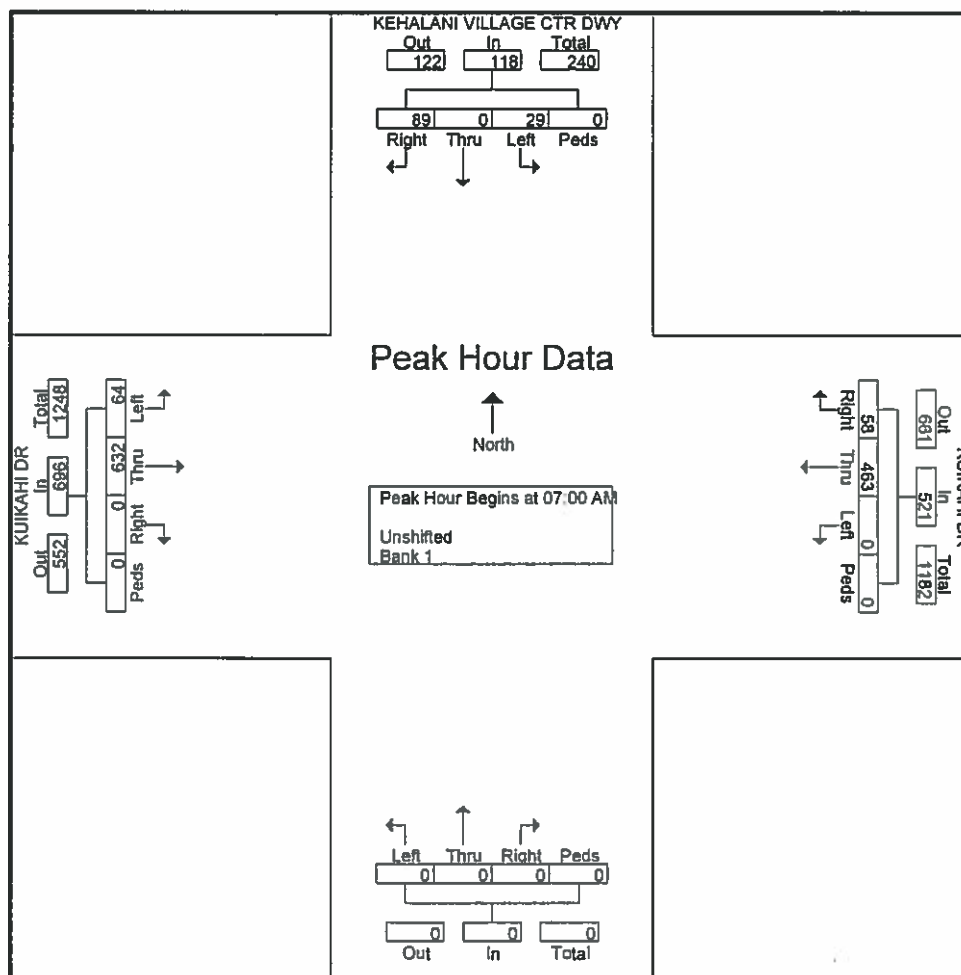 KEHALANI VILLAGE CTR DWY
Out In Total
122 118 240
89 0 29 0
Right Thru Left Peds
Peak Hour Data
North
Peak Hour Begins at 07:00 AM
Unshifted
Bank 1
KUIKAHI DR
Total In Out
1248 696 552
64 632 0 0
Left Thru Right Peds
Right Thru Left Peds
58 463 0 0
Out In Total
661 521 1182
Left Thru Right Peds
0 0 0 0
0 0 0
Out In Total